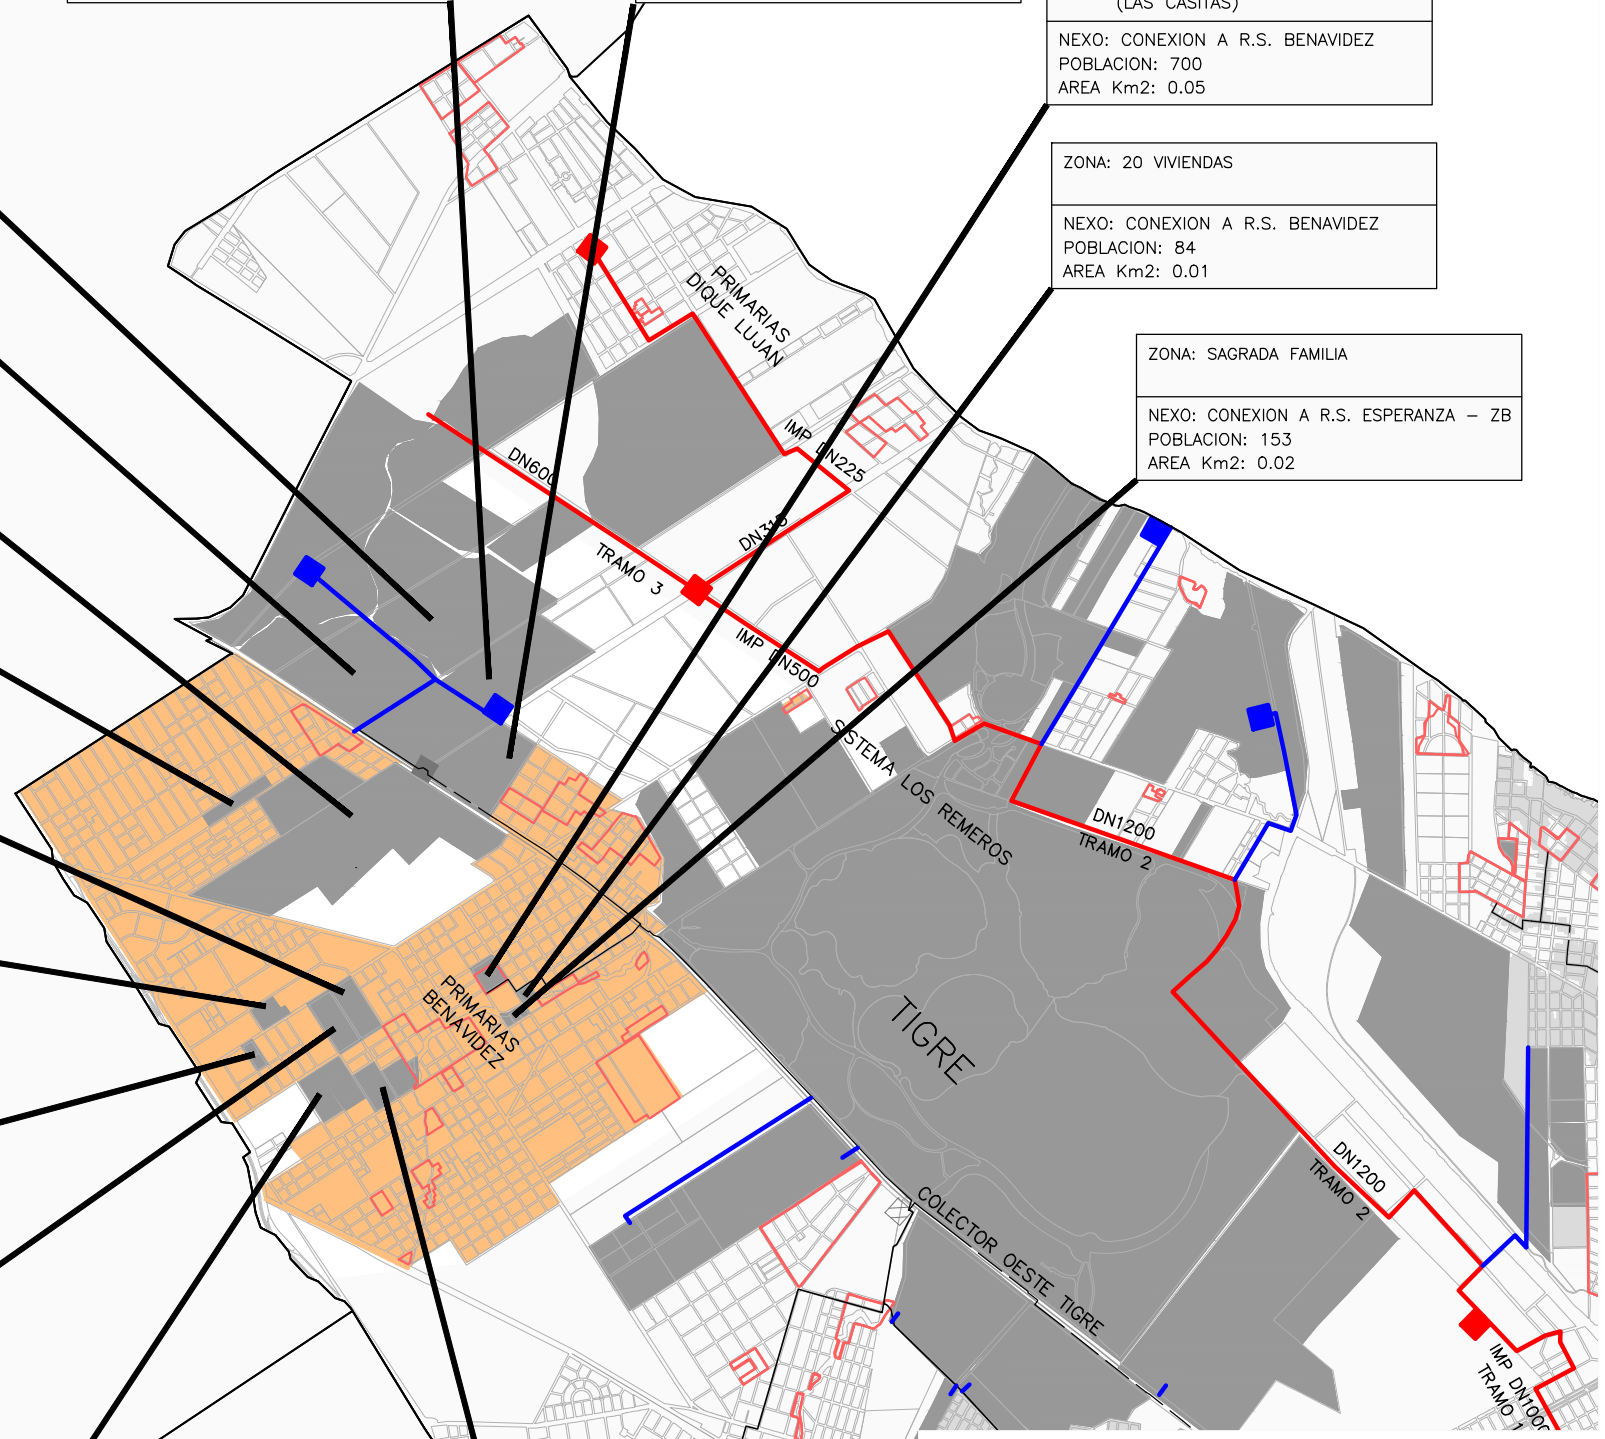 (LAS CASITAS)
NEXO: CONEXION A R.S. BENAVIDEZ
POBLACION: 700
AREA Km2: 0.05
ZONA: 20 VIVIENDAS
NEXO: CONEXION A R.S. BENAVIDEZ
POBLACION: 84
AREA Km2: 0.01
ZONA: SAGRADA FAMILIA
NEXO: CONEXION A R.S. ESPERANZA – ZB
POBLACION: 153
AREA Km2: 0.02
PRIMARIAS
DIQUE LUJAN
IMP DN225
DN600
DN315
TRAMO 3
IMP DN500
SISTEMA LOS REMEROS
DN1200
TRAMO 2
PRIMARIAS
BENAVIDEZ
TIGRE
DN1200
TRAMO 2
COLECTOR OESTE TIGRE
IMP DN1000
TRAMO 1